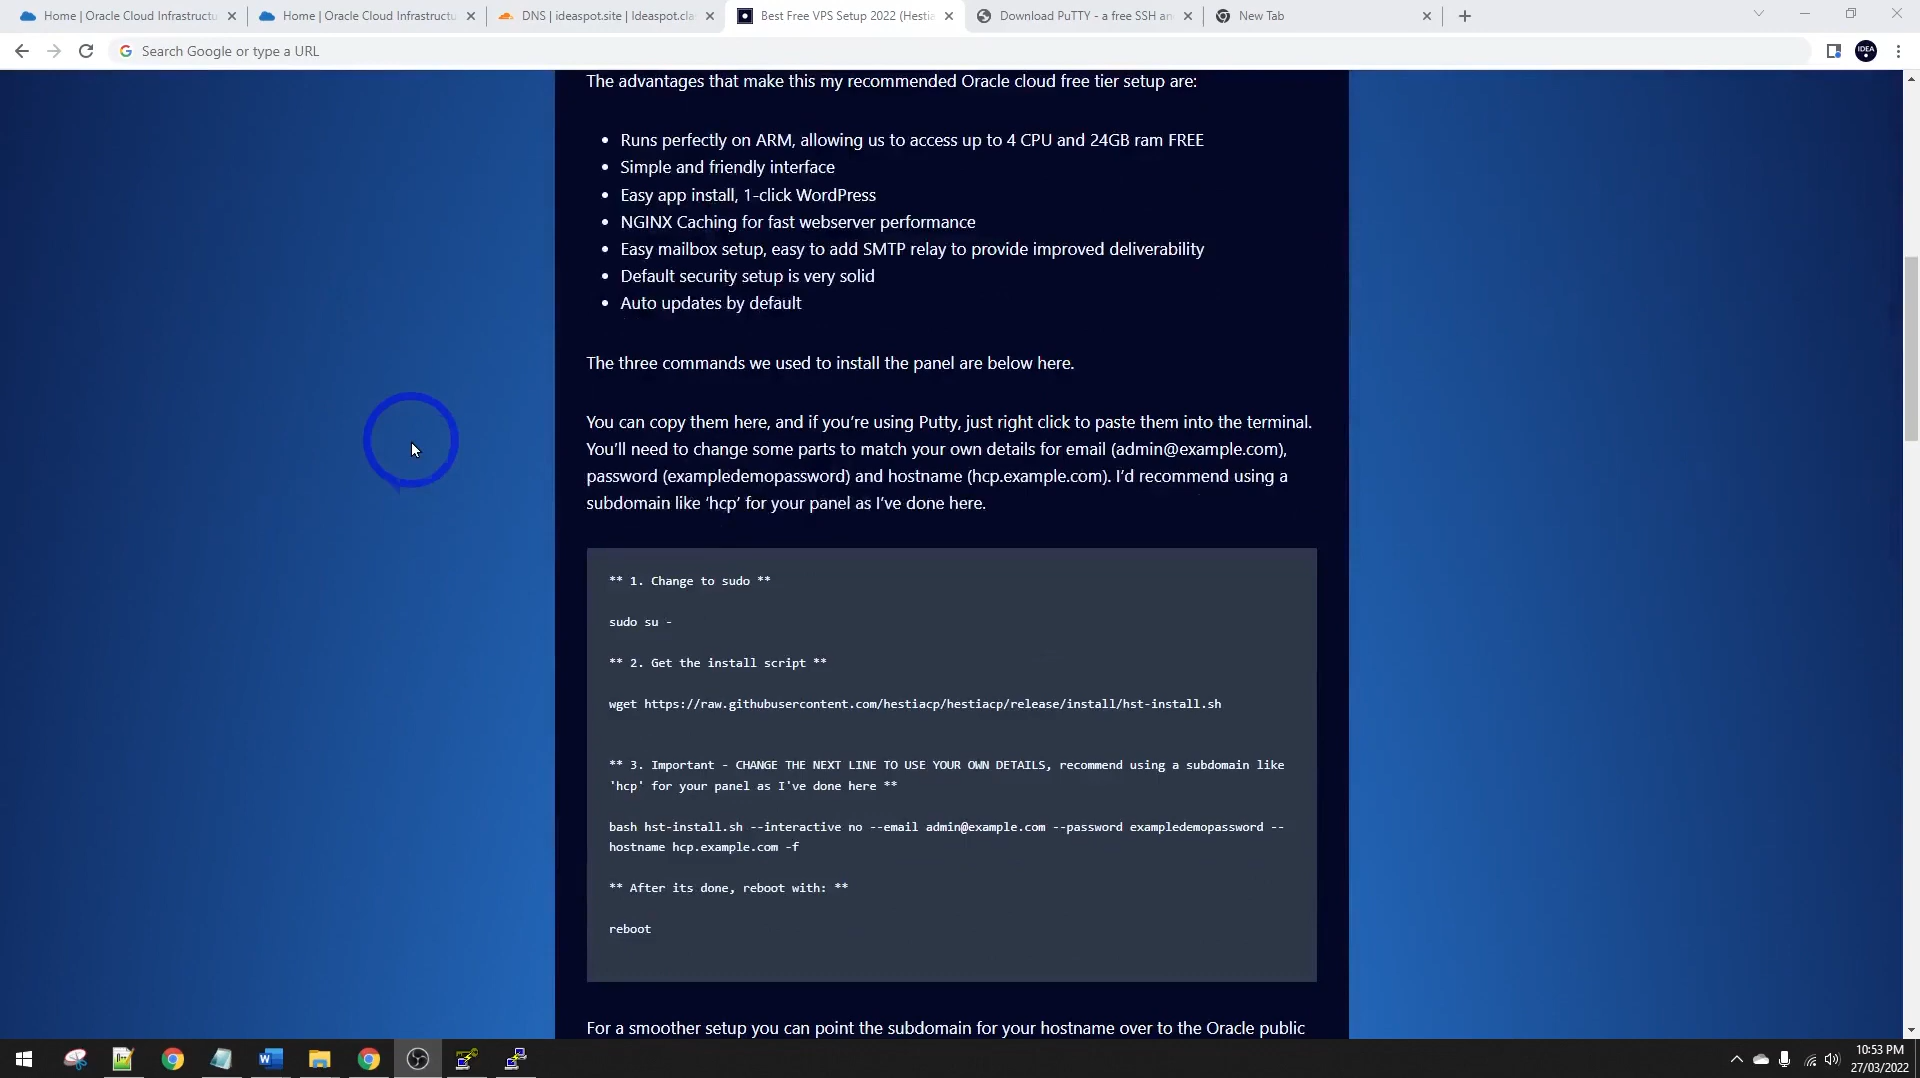 Home | Oracle Cloud Infrastructu
Home | Oracle Cloud Infrastructu
DNS | ideaspot.site | Ideaspot.cla
Best Free VPS Setup 2022 (Hestia
Download PuTTY - a free SSH an
New Tab
Search Google or type a URL
IDEA
The advantages that make this my recommended Oracle cloud free tier setup are:
• Runs perfectly on ARM, allowing us to access up to 4 CPU and 24GB ram FREE
• Simple and friendly interface
• Easy app install, 1-click WordPress
• NGINX Caching for fast webserver performance
• Easy mailbox setup, easy to add SMTP relay to provide improved deliverability
• Default security setup is very solid
• Auto updates by default
The three commands we used to install the panel are below here.
You can copy them here, and if you’re using Putty, just right click to paste them into the terminal.
You’ll need to change some parts to match your own details for email (admin@example.com),
password (exampledemopassword) and hostname (hcp.example.com). I’d recommend using a
subdomain like ‘hcp’ for your panel as I’ve done here.
** 1. Change to sudo **
sudo su -
** 2. Get the install script **
wget https://raw.githubusercontent.com/hestiacp/hestiacp/release/install/hst-install.sh
** 3. Important - CHANGE THE NEXT LINE TO USE YOUR OWN DETAILS, recommend using a subdomain like
'hcp' for your panel as I've done here **
bash hst-install.sh --interactive no --email admin@example.com --password exampledemopassword --
hostname hcp.example.com -f
** After its done, reboot with: **
reboot
For a smoother setup you can point the subdomain for your hostname over to the Oracle public
10:53 PM
27/03/2022